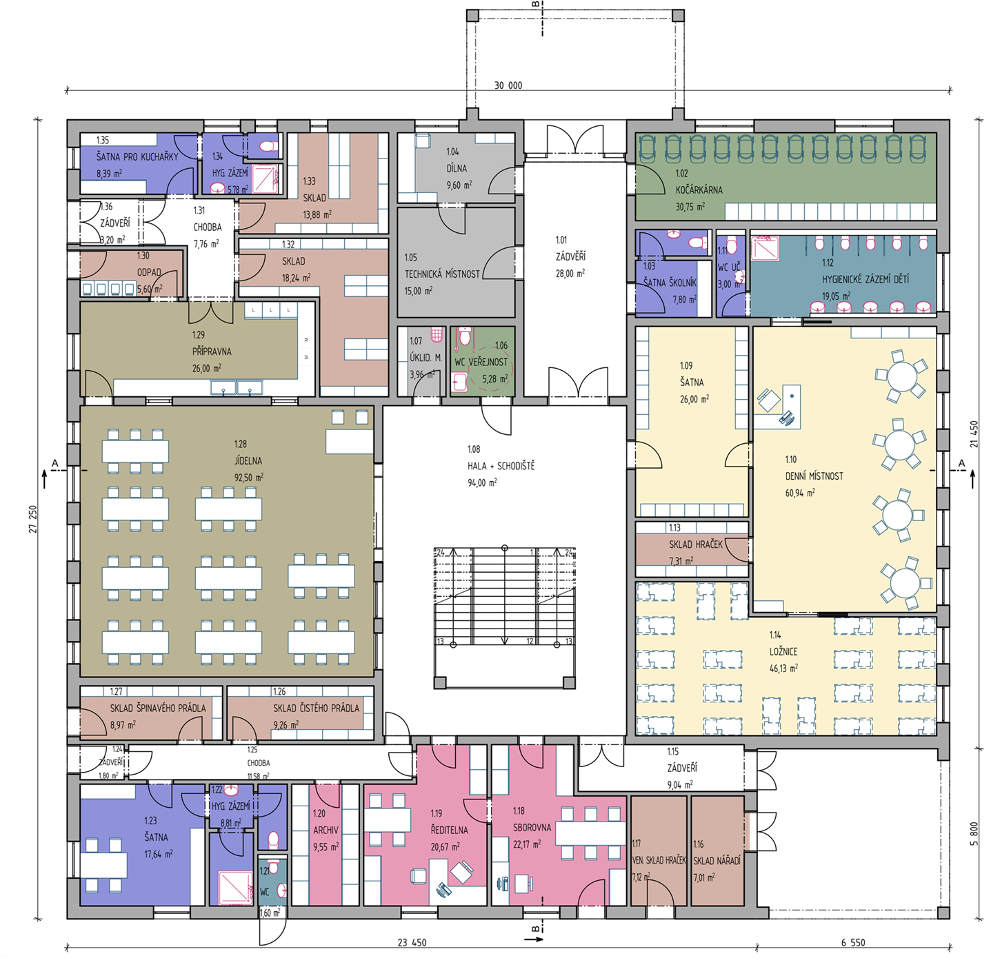 B
30 000
1.35
ŠATNA PRO KUCHAŘKY
8,39 m²
1.34
HYG. ZÁZEMÍ
5.78 m²
1.33
SKLAD
13,88 m²
1.04
DÍLNA
9,60 m²
1.02
KOČÁRKÁRNA
30,75 m²
1.36
ZÁDVEŘÍ
3,20 m²
1.31
CHODBA
7,76 m²
1.32
SKLAD
18,24 m²
1.30
ODPAD
5,60 m²
1.05
TECHNICKÁ MÍSTNOST
15,00 m²
1.01
ZÁDVĚŘÍ
28,00 m²
1.03
ŠATNA ŠKOLNÍK
7,80 m²
1.11
WC UČ.
3,00 m²
1.12
HYGIENICKÉ ZÁZEMÍ DĚTÍ
19,05 m²
L L L
M
M
1.29
PŘÍPRAVNA
26,00 m²
1.07
ÚKLID. M.
3,96 m²
1.06
WC VEŘEJNOST
5,28 m²
1.09
ŠATNA
26,00 m²
1.28
JÍDELNA
92,50 m²
1.08
HALA + SCHODIŠTĚ
94,00 m²
1.10
DENNÍ MÍSTNOST
60,94 m²
A
A
27 250
21 450
1.13
SKLAD HRAČEK
7,31 m²
24 1 24
13 12 13
1.14
LOŽNICE
46,13 m²
1.27
SKLAD ŠPINAVÉHO PRÁDLA
8,97 m²
1.26
SKLAD ČISTÉHO PRÁDLA
9,26 m²
1.24
ZÁDVEŘÍ
1.80 m²
1.25
CHODBA
11.58 m²
1.15
ZÁDVEŘÍ
9,04 m²
1.23
ŠATNA
17,64 m²
1.22
HYG. ZÁZEMÍ
8,81 m²
1.21
WC
1,60 m²
1.20
ARCHIV
9,55 m²
1.19
ŘEDITELNA
20,67 m²
1.18
SBOROVNA
22,17 m²
1.17
VEN. SKLAD HRAČEK
7,12 m²
1.16
SKLAD NÁŘADÍ
7,01 m²
5 800
B
23 450
6 550